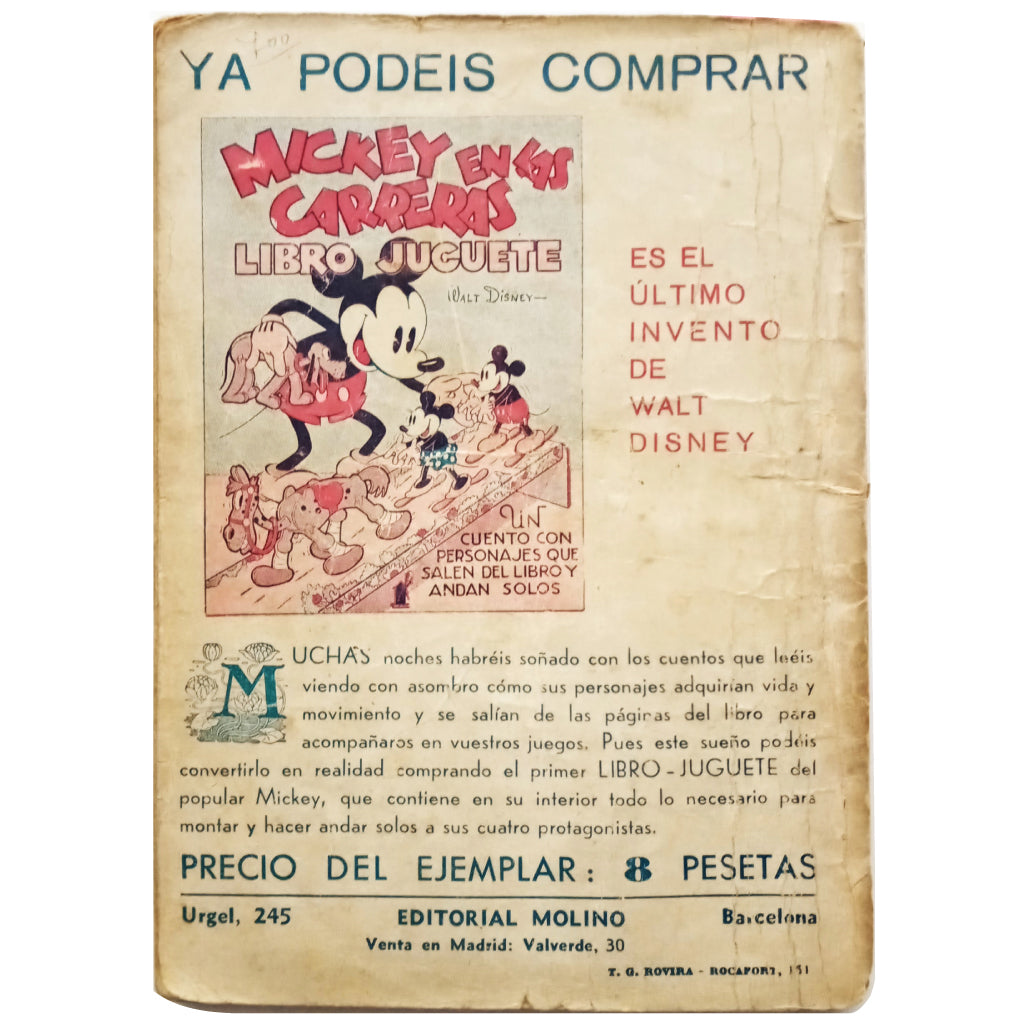 YA PODEIS COMPRAR
MICKEY EN LAS
CARRERAS
LIBRO JUGUETE
WALT DISNEY—
UN
CUENTO CON
PERSONAJES QUE
SALEN DEL LIBRO Y
ANDAN SOLOS
ES EL
ÚLTIMO
INVENTO
DE
WALT
DISNEY
MUCHAS noches habréis soñado con los cuentos que leéis
viendo con asombro cómo sus personajes adquirían vida y
movimiento y se salían de las páginas del libro para
acompañaros en vuestros juegos. Pues este sueño podéis
convertirlo en realidad comprando el primer LIBRO-JUGUETE del
popular Mickey, que contiene en su interior todo lo necesario para
montar y hacer andar solos a sus cuatro protagonistas.
PRECIO DEL EJEMPLAR: 8 PESETAS
Urgel, 245 EDITORIAL MOLINO Barcelona
Venta en Madrid: Valverde, 30
T. G. ROVIRA - ROCAFORT,